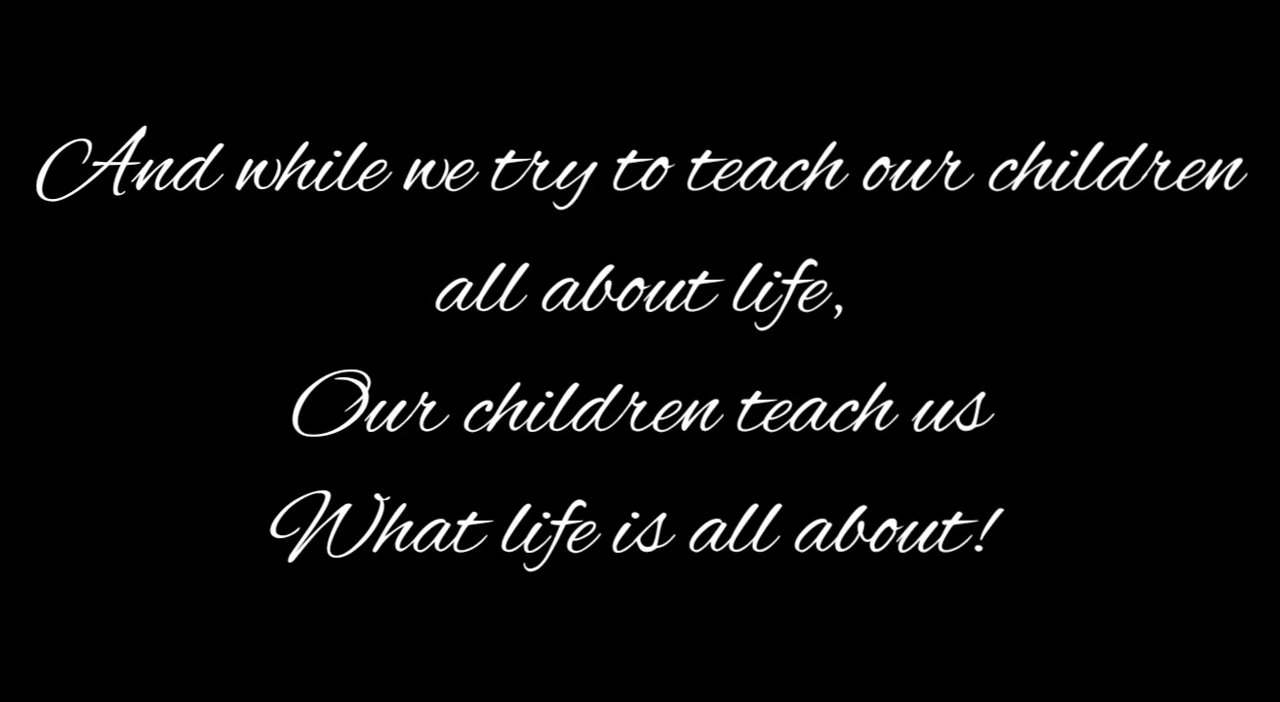 And while we try to teach our children
all about life,
Our children teach us
What life is all about!